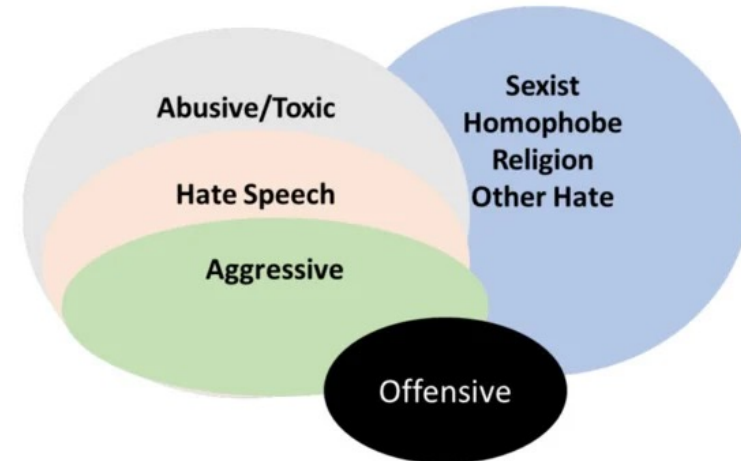 Abusive/Toxic
Hate Speech
Aggressive
Sexist
Homophobe
Religion
Other Hate
Offensive